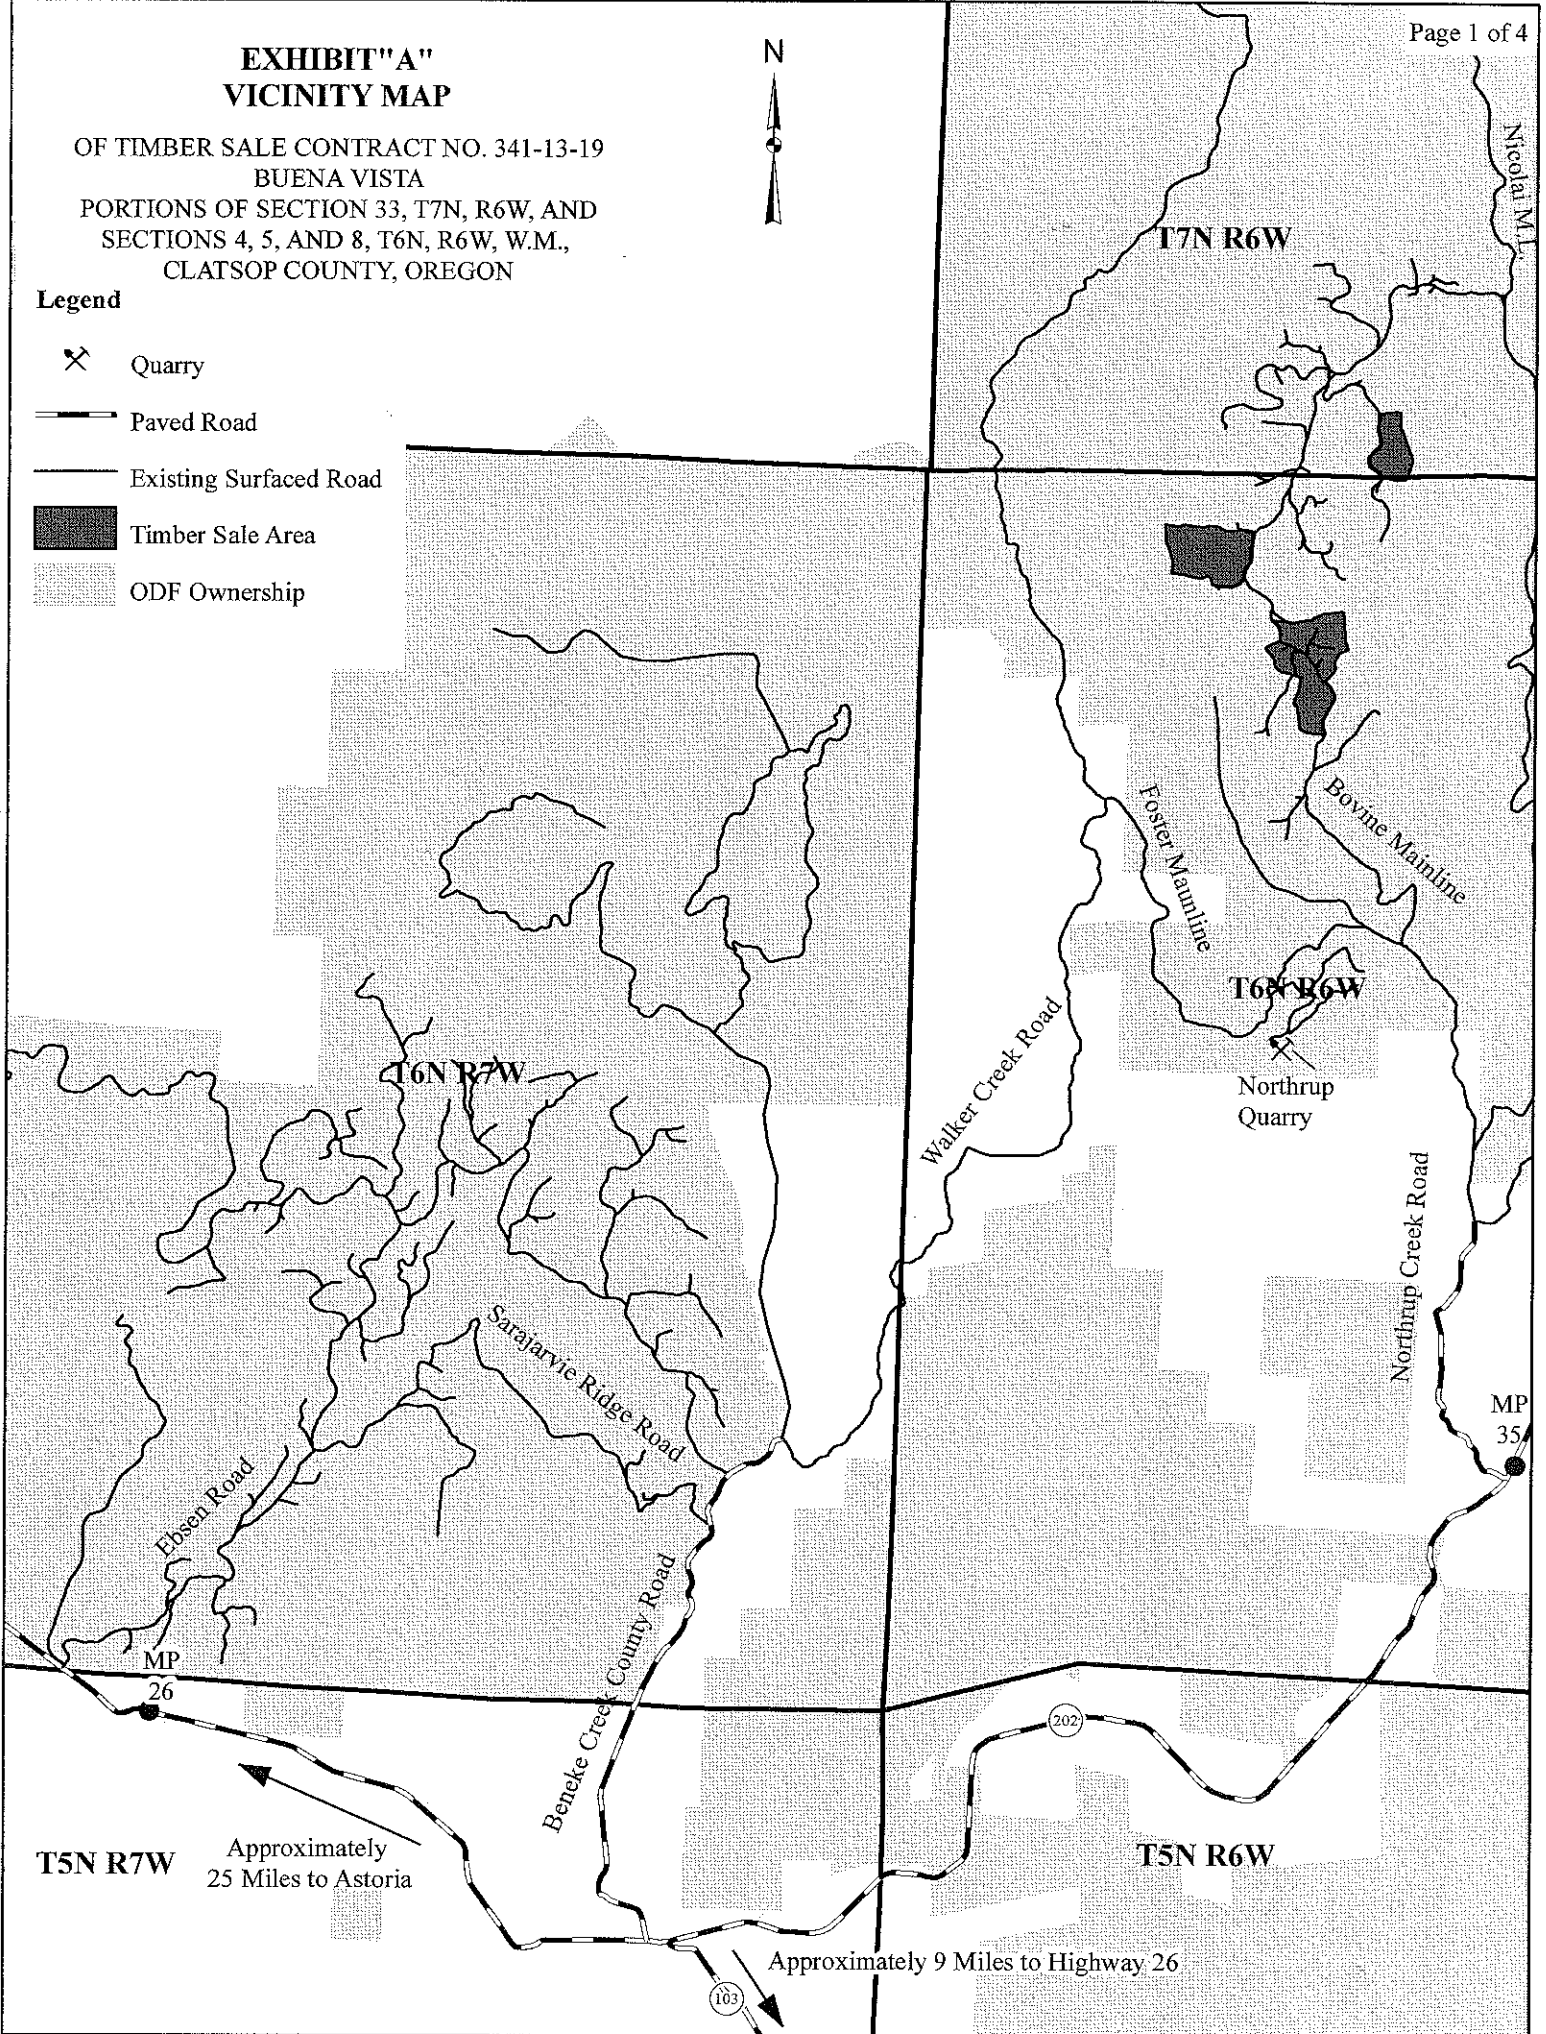 Page 1 of 4
EXHIBIT"A"
VICINITY MAP
OF TIMBER SALE CONTRACT NO. 341-13-19
BUENA VISTA
PORTIONS OF SECTION 33, T7N, R6W, AND
SECTIONS 4, 5, AND 8, T6N, R6W, W.M.,
CLATSOP COUNTY, OREGON
N
Legend
Quarry
Paved Road
Existing Surfaced Road
Timber Sale Area
ODF Ownership
Nicolai M.L.
T7N R6W
Foster Maunline
Bovine Mainline
T6N R6W
Northrup
Quarry
Walker Creek Road
T6N R7W
Northrup Creek Road
Sarajarvie Ridge Road
MP
35
Ebsen Road
Beneke Creek County Road
MP
26
202
T5N R7W
Approximately
25 Miles to Astoria
T5N R6W
Approximately 9 Miles to Highway 26
103